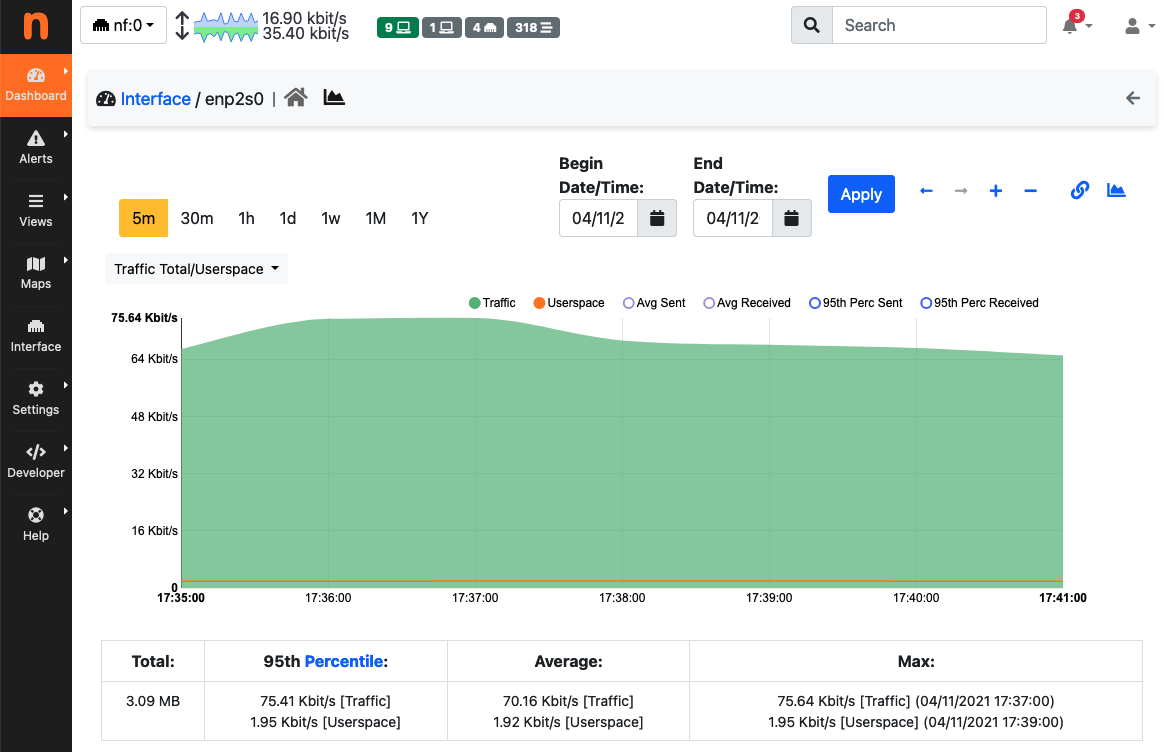 n
nf:0
16.90 kbit/s
35.40 kbit/s
9
1
4
318
Search
3
Dashboard
Alerts
Views
Maps
Interface
Settings
Developer
Help
Interface / enp2s0 |
5m 30m 1h 1d 1w 1M 1Y
Begin
Date/Time:
04/11/2
End
Date/Time:
04/11/2
Apply
Traffic Total/Userspace
Traffic Userspace Avg Sent Avg Received 95th Perc Sent 95th Perc Received
75.64 Kbit/s
64 Kbit/s
48 Kbit/s
32 Kbit/s
16 Kbit/s
0
17:35:00 17:36:00 17:37:00 17:38:00 17:39:00 17:40:00 17:41:00
Total: 95th Percentile: Average: Max:
3.09 MB 75.41 Kbit/s [Traffic] 70.16 Kbit/s [Traffic] 75.64 Kbit/s [Traffic] (04/11/2021 17:37:00)
1.95 Kbit/s [Userspace] 1.92 Kbit/s [Userspace] 1.95 Kbit/s [Userspace] (04/11/2021 17:39:00)